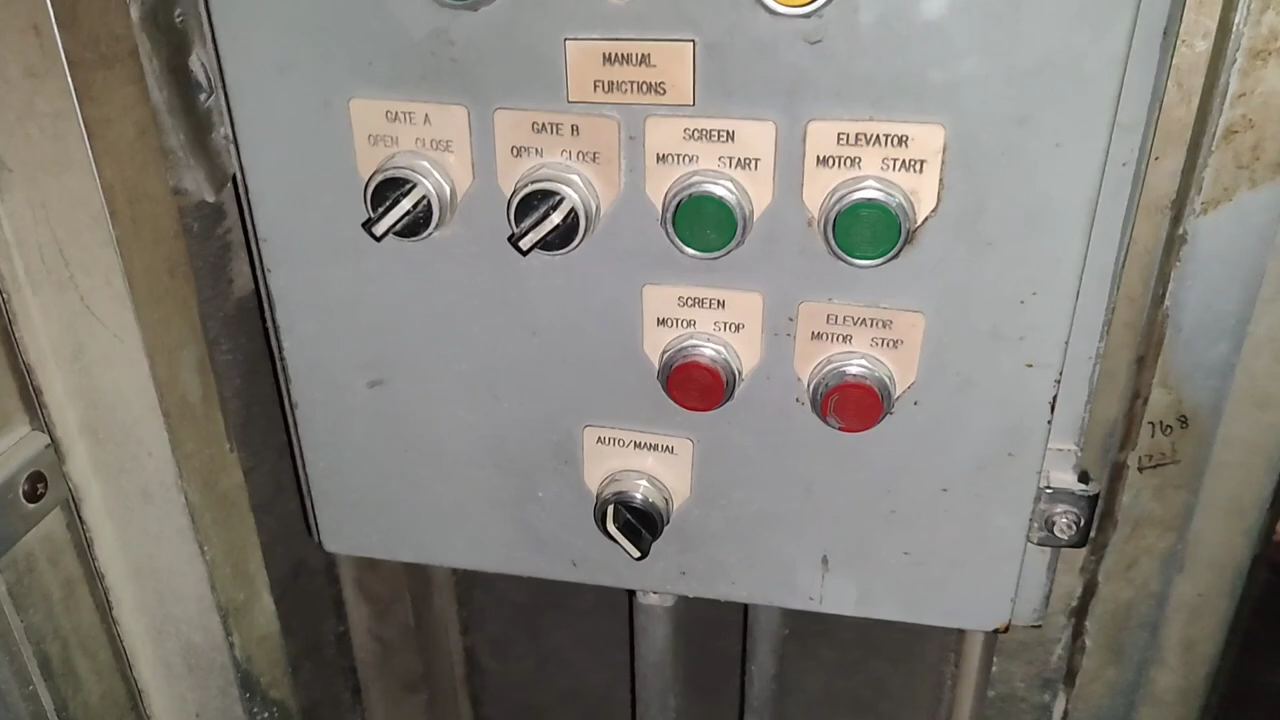 MANUAL
FUNCTIONS
GATE A
OPEN CLOSE
GATE B
OPEN CLOSE
SCREEN
MOTOR START
ELEVATOR
MOTOR START
SCREEN
MOTOR STOP
ELEVATOR
MOTOR STOP
AUTO/MANUAL
768